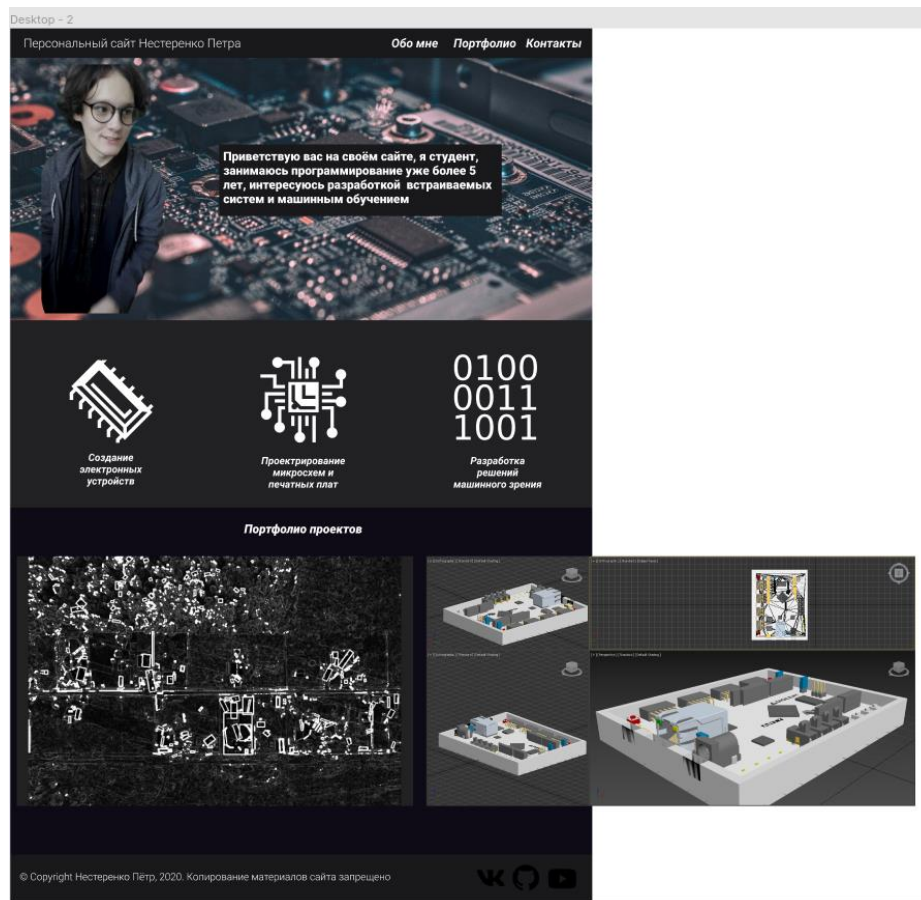 Desktop - 2
Персональный сайт Нестеренко Петра
Обо мне Портфолио Контакты
Приветствую вас на своём сайте, я студент,
занимаюсь программирование уже более 5
лет, интересуюсь разработкой встраиваемых
систем и машинным обучением
0100
0011
1001
Создание
электронных
устройств
Проектрирование
микросхем и
печатных плат
Разработка
решений
машинного зрения
Портфолио проектов
© Copyright Нестеренко Пётр, 2020. Копирование материалов сайта запрещено